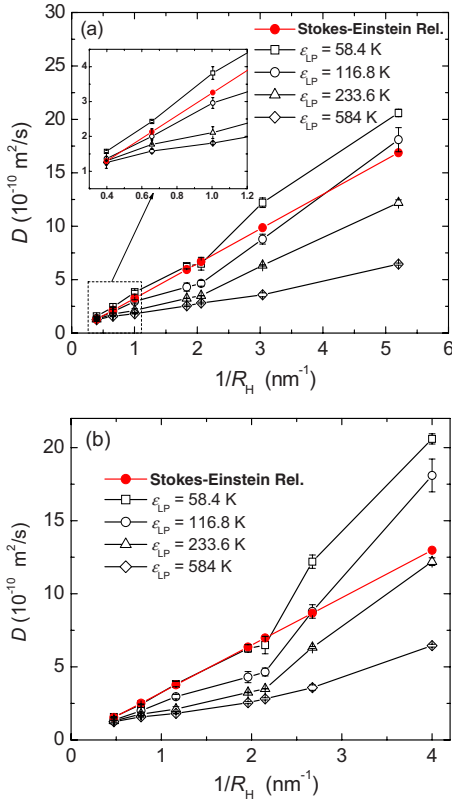 (a)
Stokes-Einstein Rel.
ε_LP = 58.4 K
ε_LP = 116.8 K
ε_LP = 233.6 K
ε_LP = 584 K
4
3
2
1
0.4 0.6 0.8 1.0 1.2
25
20
15
10
5
0
D (10⁻¹⁰ m²/s)
0 1 2 3 4 5 6
1/R_H (nm⁻¹)
(b)
Stokes-Einstein Rel.
ε_LP = 58.4 K
ε_LP = 116.8 K
ε_LP = 233.6 K
ε_LP = 584 K
20
15
10
5
0
D (10⁻¹⁰ m²/s)
0 1 2 3 4
1/R_H (nm⁻¹)